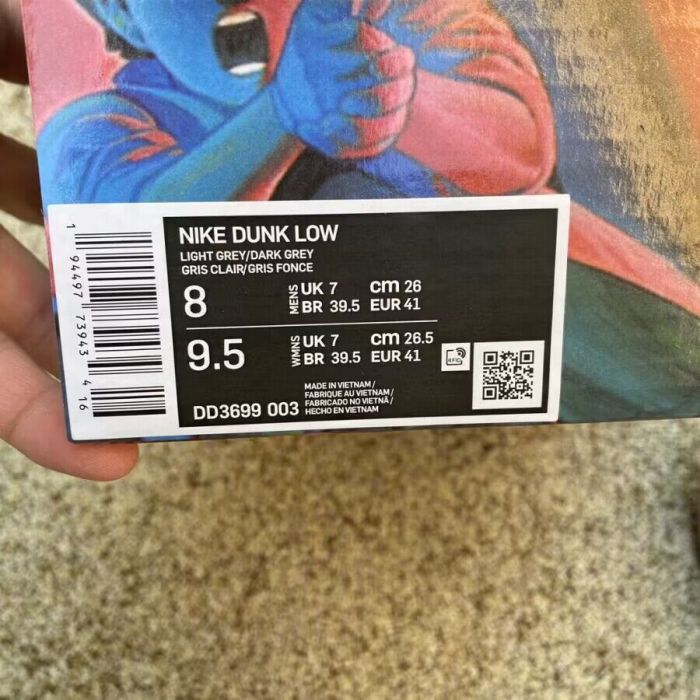 NIKE DUNK LOW
LIGHT GREY/DARK GREY
GRIS CLAIR/GRIS FONCE
8 MENS UK 7 cm 26
BR 39.5 EUR 41
9.5 WMNS UK 7 cm 26.5
BR 39.5 EUR 41
RFID
MADE IN VIETNAM /
FABRIQUE AU VIETNAM /
FABRICADO NO VIETNÃ /
HECHO EN VIETNAM
DD3699 003
1 94497 73943 4 16